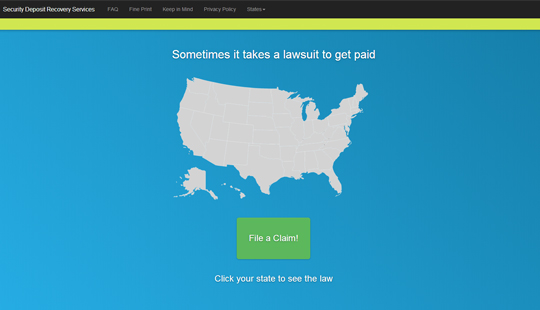 Security Deposit Recovery Services FAQ Fine Print Keep in Mind Privacy Policy States
Sometimes it takes a lawsuit to get paid
File a Claim!
Click your state to see the law